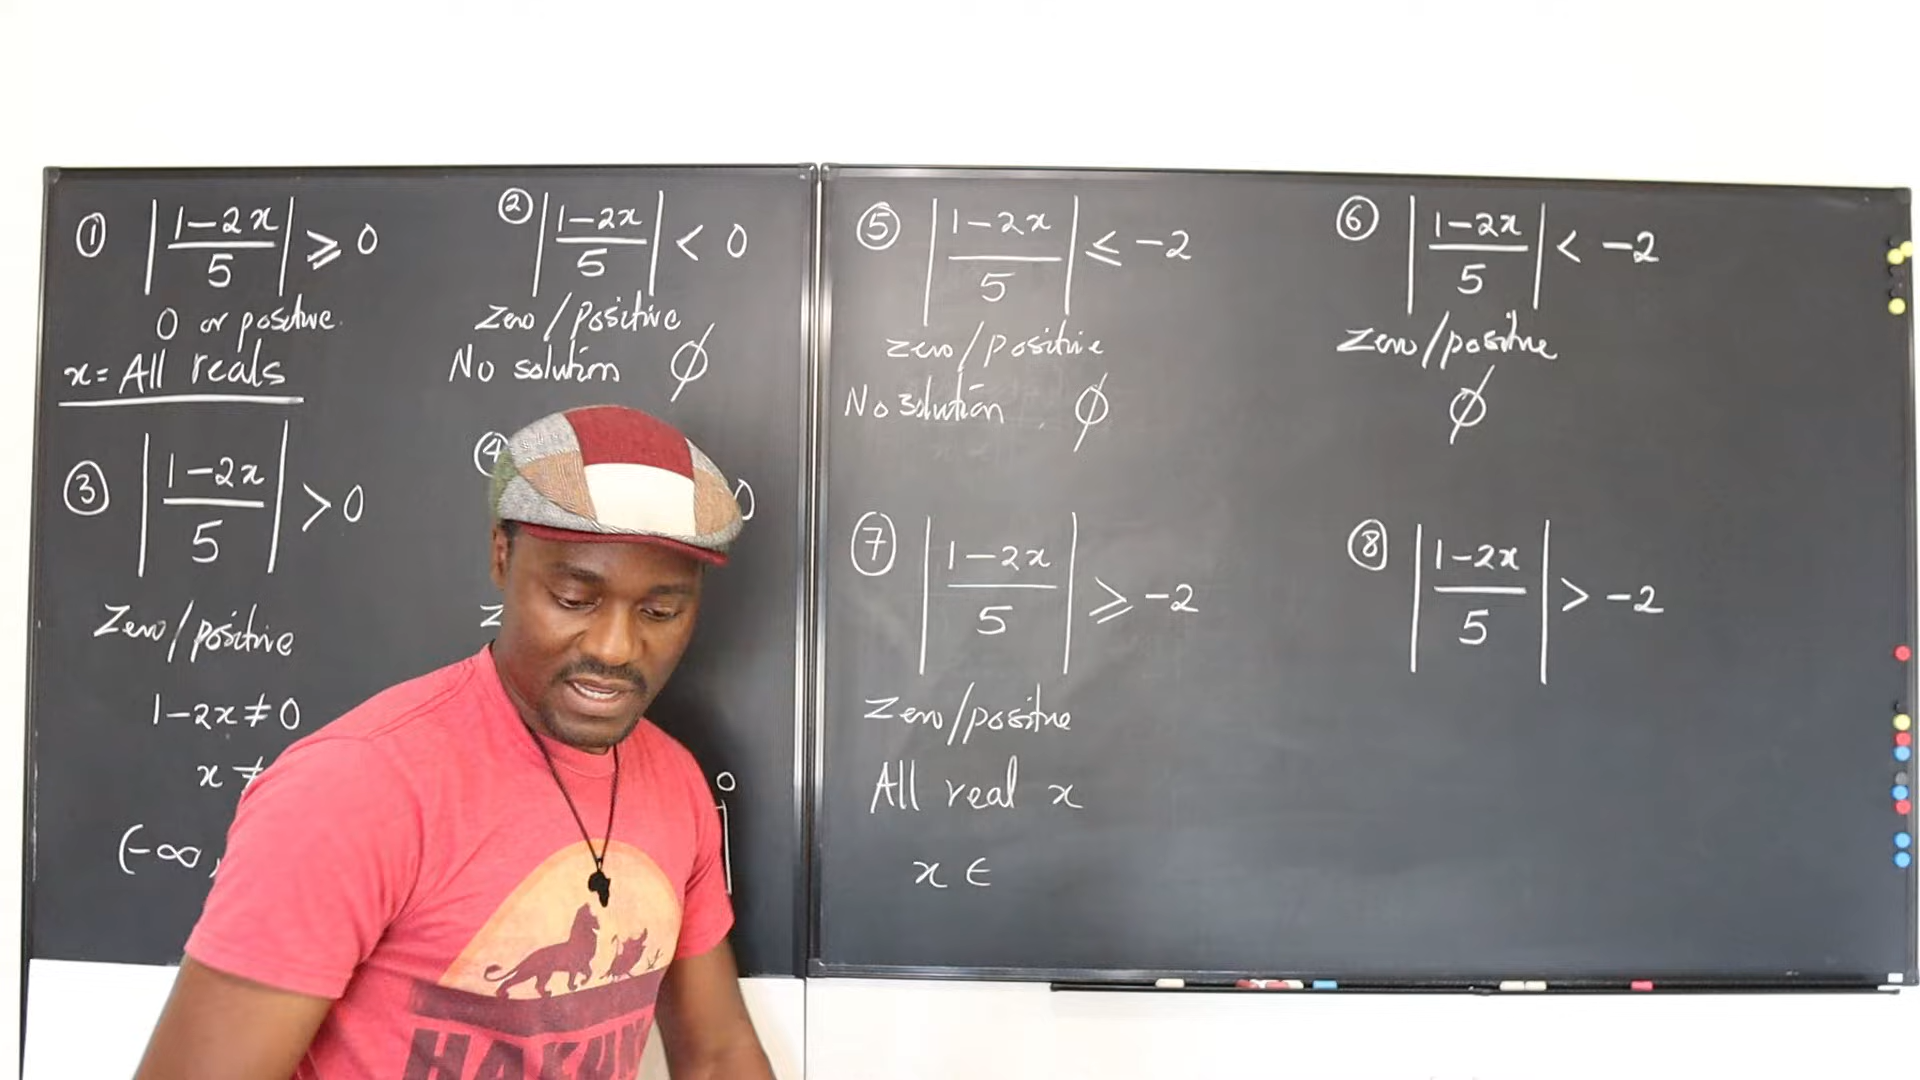 ① |(1-2x)/5| ≥ 0
0 or positive.
x = All reals
② |(1-2x)/5| < 0
Zero/positive
No solution ∅
③ |(1-2x)/5| > 0
Zero/positive
1-2x ≠ 0
x ≠
(-∞,
④
0
⑤ |(1-2x)/5| ≤ -2
zero/positive
No solution ∅
⑥ |(1-2x)/5| < -2
Zero/positive
∅
⑦ |(1-2x)/5| ≥ -2
Zero/positive
All real x
x ∈
⑧ |(1-2x)/5| > -2